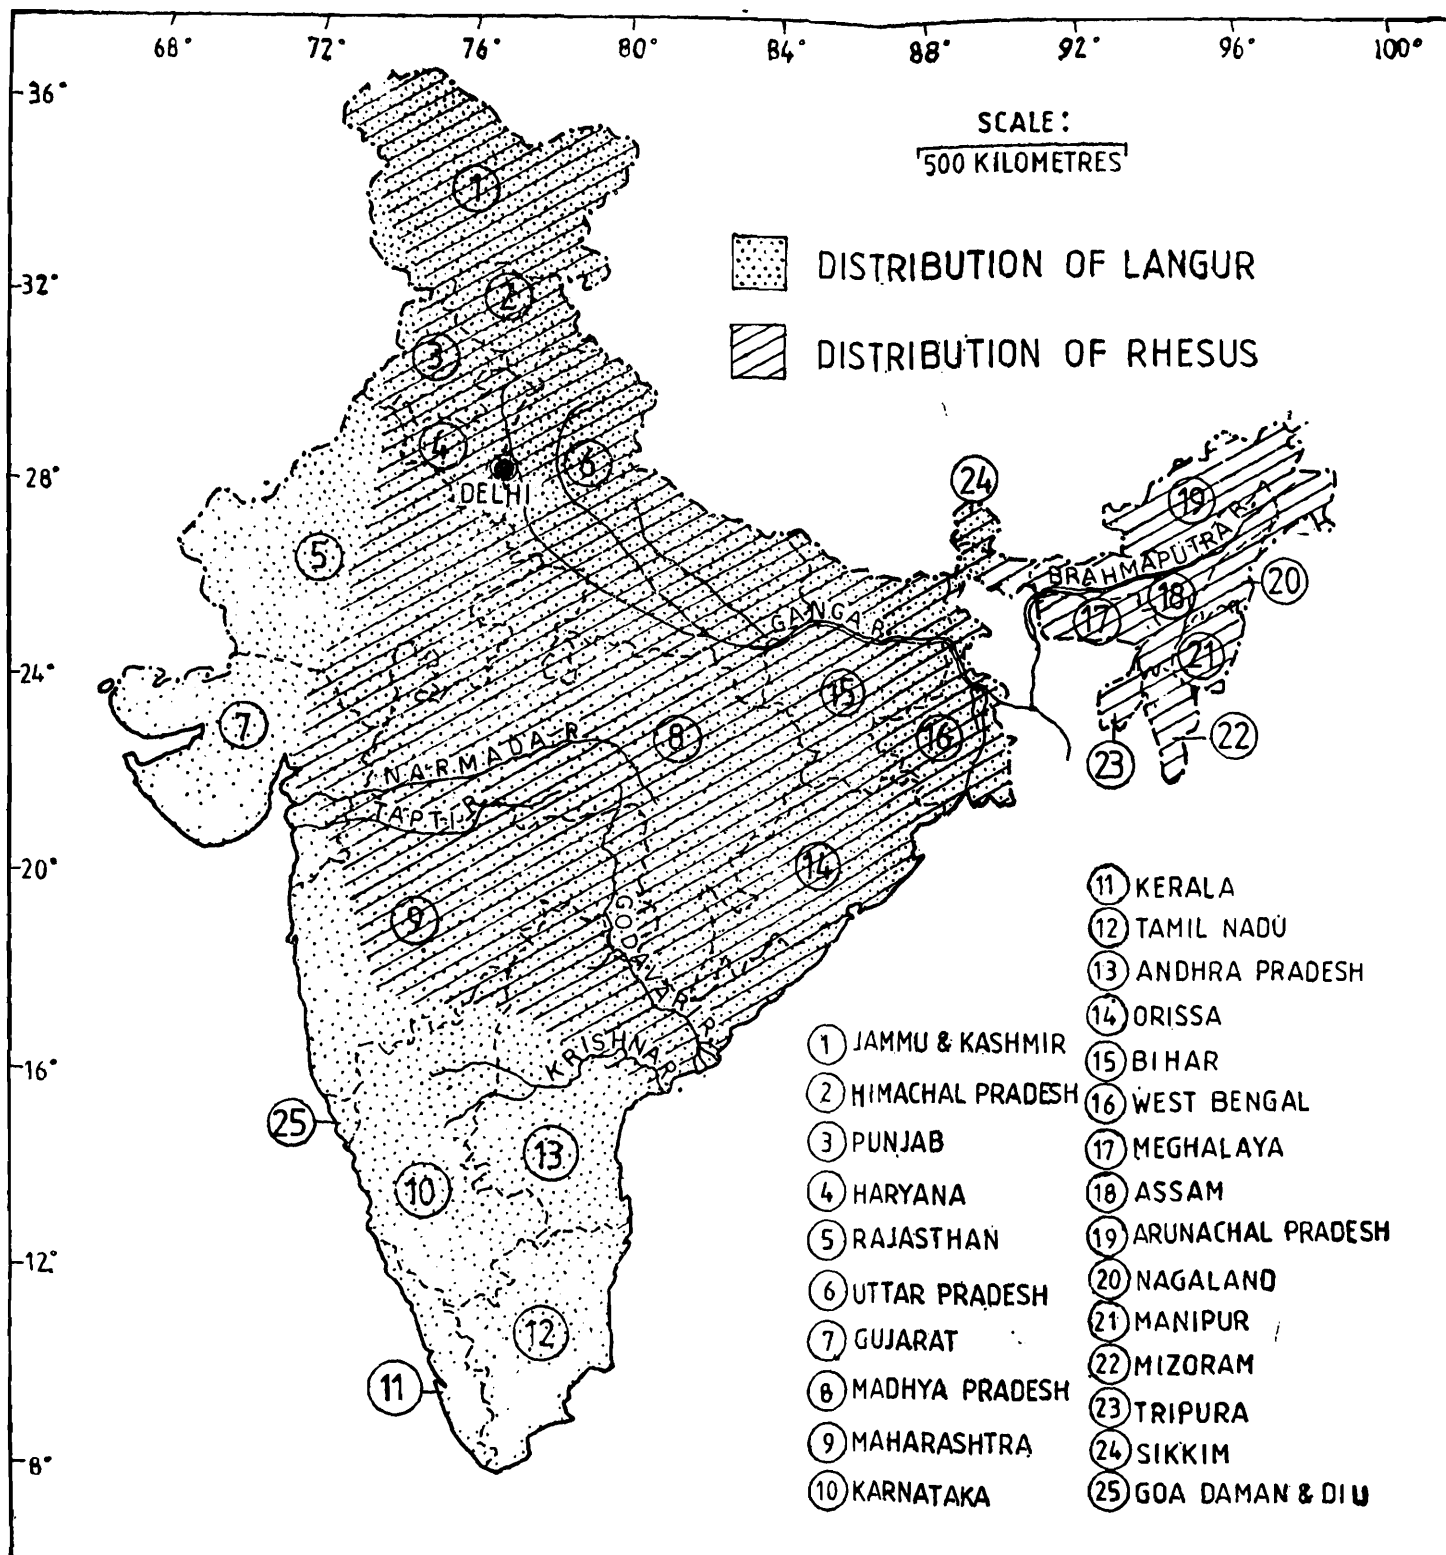 68° 72° 76° 80° 84° 88° 92° 96° 100°
36°
32°
28°
24°
20°
16°
12°
8°
SCALE:
500 KILOMETRES
DISTRIBUTION OF LANGUR
DISTRIBUTION OF RHESUS
1
2
3
4
DELHI
6
5
24
19
BRAHMAPUTRA-R
20
18
17
GANGA-R
21
7
15
8
16
22
23
NARMADA-R
TAPTI-R
14
9
GODAVARI-R
KRISHNA-R
25
13
10
12
11
1 JAMMU & KASHMIR
2 HIMACHAL PRADESH
3 PUNJAB
4 HARYANA
5 RAJASTHAN
6 UTTAR PRADESH
7 GUJARAT
8 MADHYA PRADESH
9 MAHARASHTRA
10 KARNATAKA
11 KERALA
12 TAMIL NADU
13 ANDHRA PRADESH
14 ORISSA
15 BIHAR
16 WEST BENGAL
17 MEGHALAYA
18 ASSAM
19 ARUNACHAL PRADESH
20 NAGALAND
21 MANIPUR
22 MIZORAM
23 TRIPURA
24 SIKKIM
25 GOA DAMAN & DIU